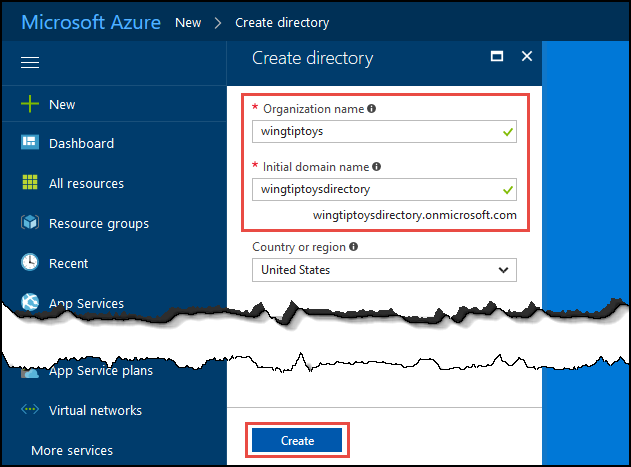 Microsoft Azure New > Create directory
Create directory
New
Dashboard
All resources
Resource groups
Recent
App Services
App Service plans
Virtual networks
More services
* Organization name
wingtiptoys
* Initial domain name
wingtiptoysdirectory
wingtiptoysdirectory.onmicrosoft.com
Country or region
United States
Create